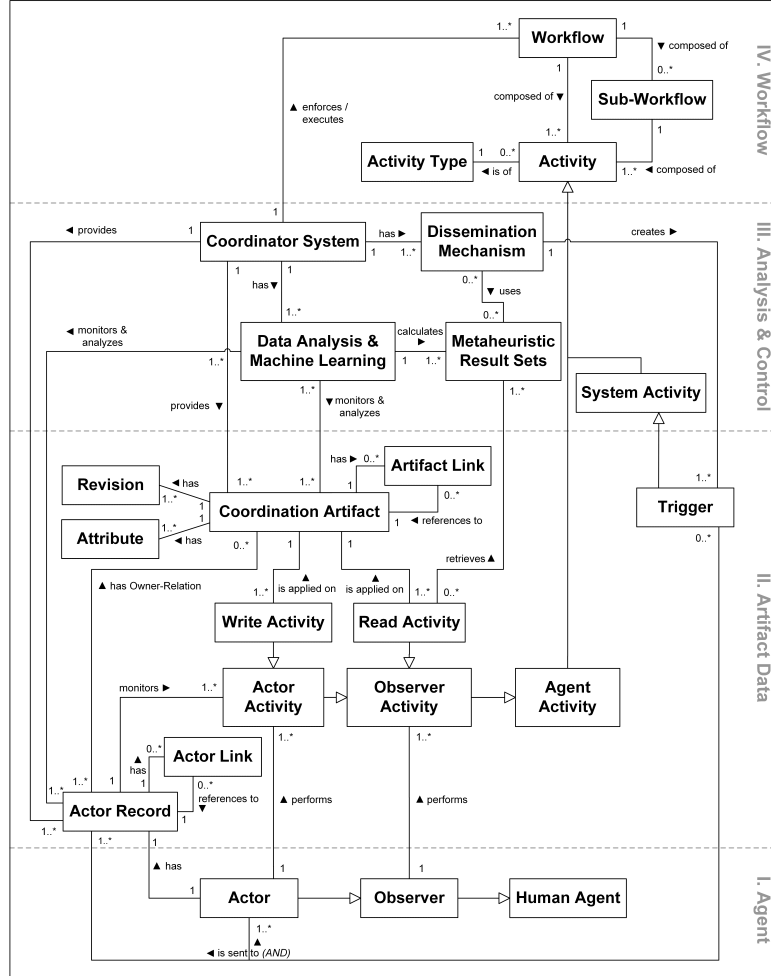 1..*
Workflow
1
▼ composed of
1
0..*
composed of ▼
Sub-Workflow
▲ enforces /
executes
1
1..*
Activity Type
1
0..*
Activity
◄ is of
1..*
◄ composed of
IV. Workflow
1
◄ provides
1
Coordinator System
has ►
1
1..*
Dissemination
Mechanism
1
creates ►
1
1
has ▼
0..*
▼ uses
1..*
0..*
◄ monitors &
analyzes
1..*
Data Analysis &
Machine Learning
calculates
►
1
1..*
Metaheuristic
Result Sets
1..*
1..*
▼ monitors &
analyzes
System Activity
provides ▼
III. Analysis & Control
has ►
0..*
Artifact Link
Revision
◄ has
1..*
1..*
1..*
1
0..*
1..*
1
Coordination Artifact
1
◄ references to
Trigger
Attribute
1..*
1
◄ has
0..*
1
1
0..*
▲ has Owner-Relation
▲
is applied on
▲
is applied on
retrieves ▲
1..*
1..*
0..*
Write Activity
Read Activity
II. Artifact Data
monitors ►
1..*
Actor
Activity
Observer
Activity
Agent
Activity
1..*
1..*
0..*
Actor Link
▲
has
0..*
references to
▼
1..*
1
1
1..*
Actor Record
1
▲ performs
▲ performs
1..*
1..*
1
▲ has
1
1
1
Actor
Observer
Human Agent
1..*
▲
◄ is sent to (AND)
I. Agent